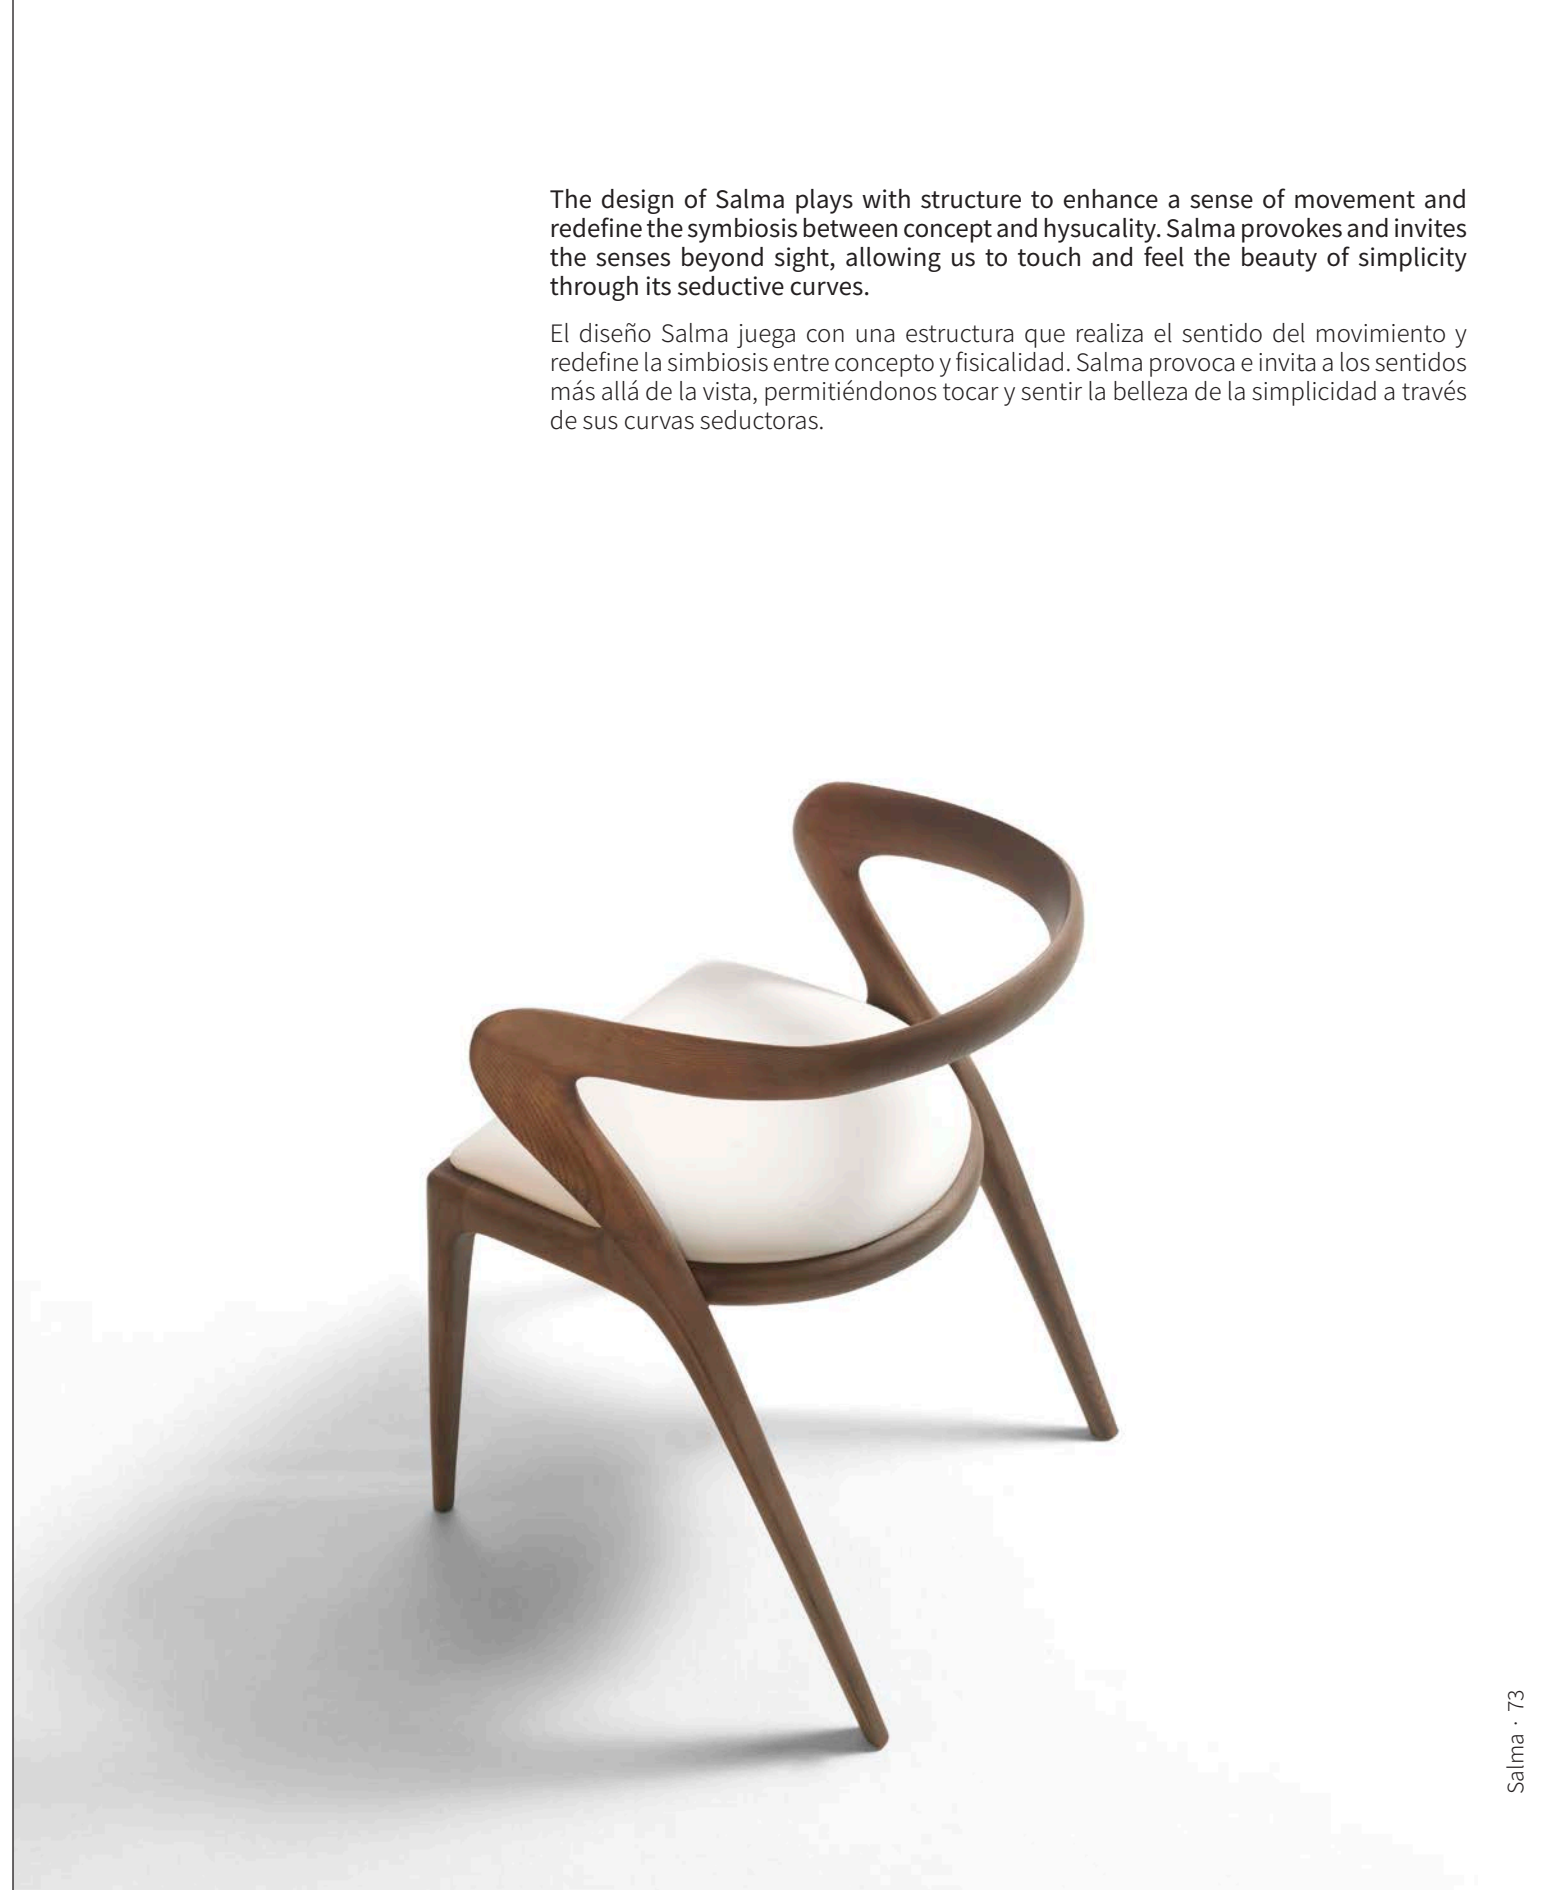 The design of Salma plays with structure to enhance a sense of movement and
redefine the symbiosis between concept and hysucality. Salma provokes and invites
the senses beyond sight, allowing us to touch and feel the beauty of simplicity
through its seductive curves.
El diseño Salma juega con una estructura que realiza el sentido del movimiento y
redefine la simbiosis entre concepto y fisicalidad. Salma provoca e invita a los sentidos
más allá de la vista, permitiéndonos tocar y sentir la belleza de la simplicidad a través
de sus curvas seductoras.
Salma · 73